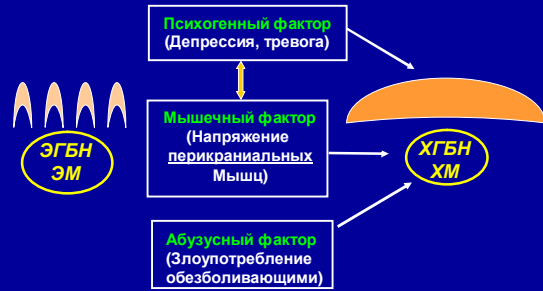 Психогенный фактор
(Депрессия, тревога)
Мышечный фактор
(Напряжение
перикраниальных
Мышц)
ЭГБН
ЭМ
ХГБН
ХМ
Абузусный фактор
(Злоупотребление
обезболивающими)